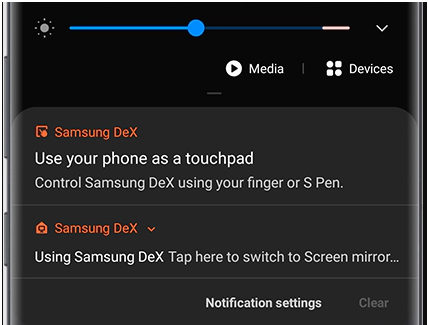 Media | Devices
Samsung DeX
Use your phone as a touchpad
Control Samsung DeX using your finger or S Pen.
Samsung DeX
Using Samsung DeX Tap here to switch to Screen mirror...
Notification settings Clear